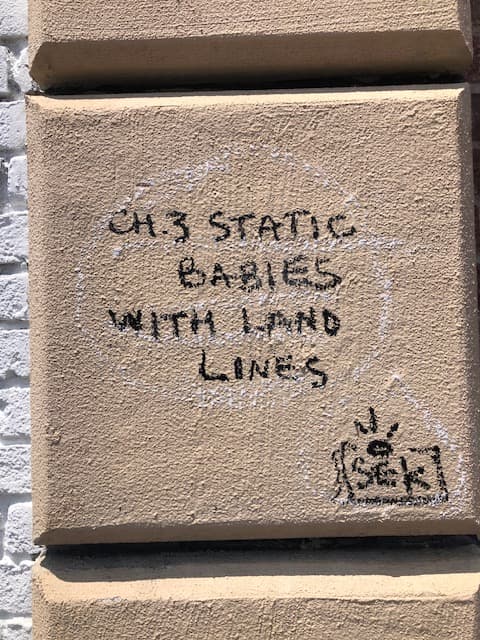 CH.3 STATIC
BABIES
WITH LAND
LINES
SEK